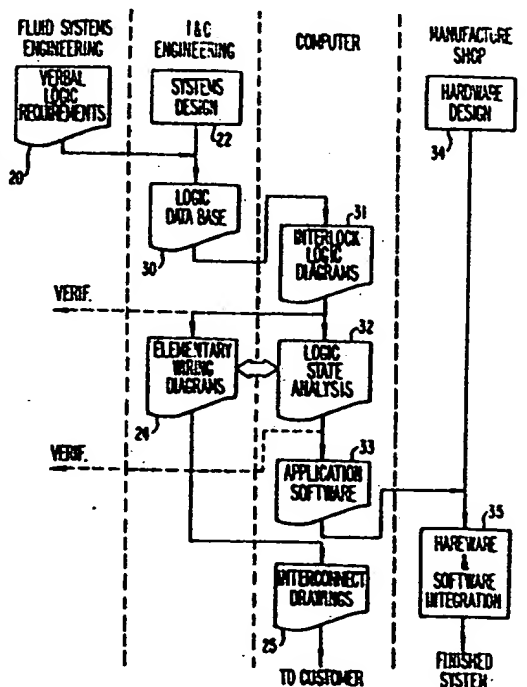 FLUID SYSTEMS
ENGINEERING
I&C
ENGINEERING
COMPUTER
MANUFACTURE
SHOP
VERBAL
LOGIC
REQUIREMENTS
20
SYSTEMS
DESIGN
22
HARDWARE
DESIGN
34
LOGIC
DATA BASE
30
31
INTERLOCK
LOGIC
DIAGRAMS
VERIF.
ELEMENTARY
WIRING
DIAGRAMS
24
32
LOGIC
STATE
ANALYSIS
VERIF.
33
APPLICATION
SOFTWARE
35
HAREWARE
&
SOFTWARE
INTEGRATION
INTERCONNECT
DRAWINGS
25
TO CUSTOMER
FINISHED
SYSTEM